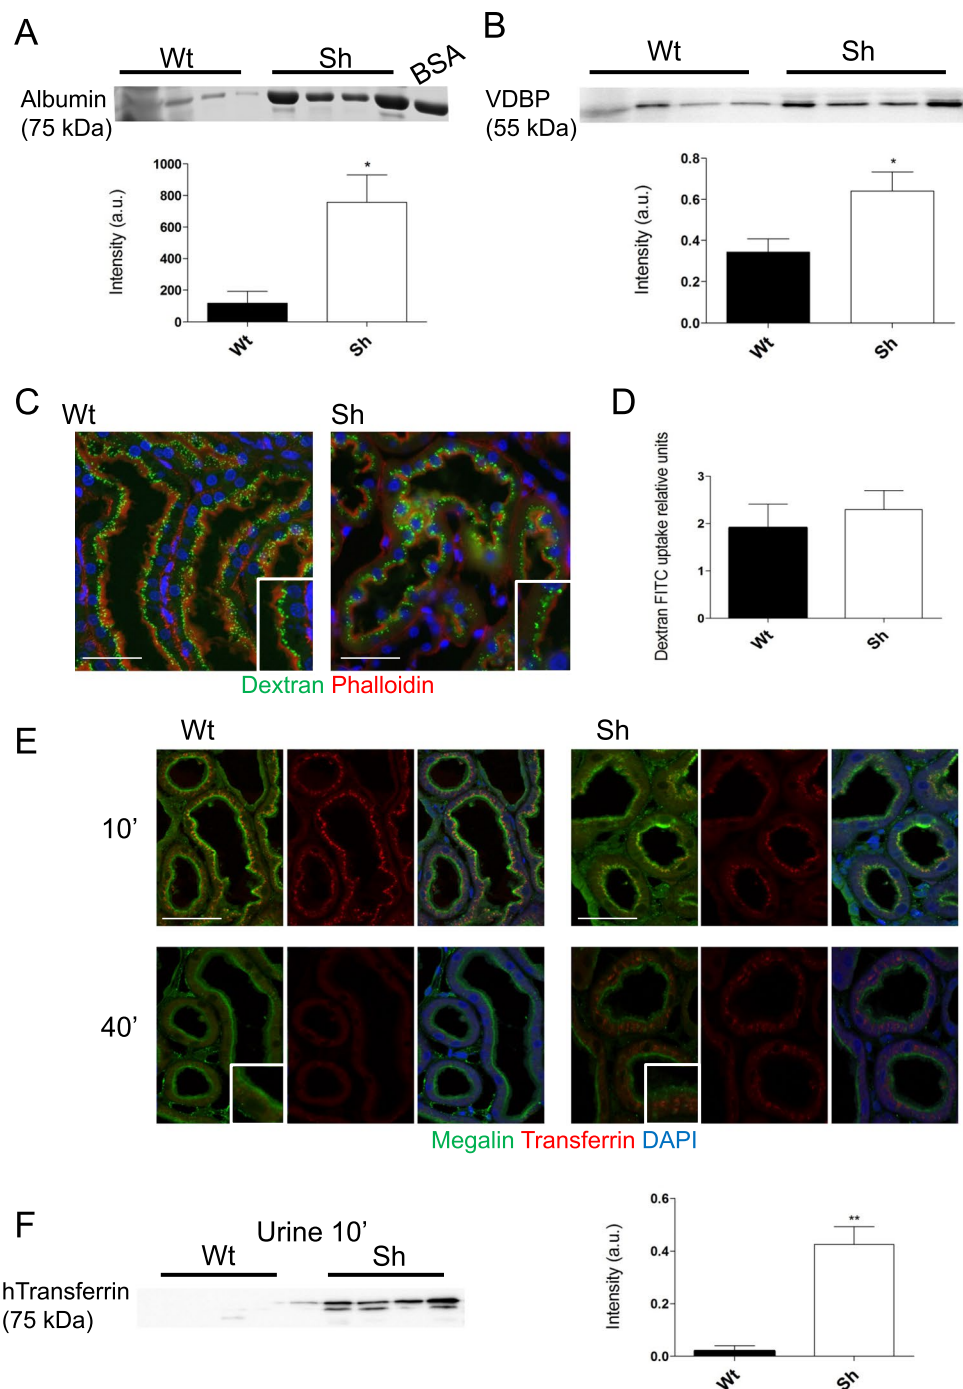 A
Wt Sh BSA
Albumin
(75 kDa)
1000
800
600
400
200
0
Intensity (a.u.)
*
Wt Sh
B
Wt Sh
VDBP
(55 kDa)
0.8
0.6
0.4
0.2
0.0
Intensity (a.u.)
*
Wt Sh
C
Wt Sh
Dextran Phalloidin
D
Dextran FITC uptake relative units
3
2
1
0
Wt Sh
E
Wt Sh
10’
40’
Megalin Transferrin DAPI
F
Urine 10’
Wt Sh
hTransferrin
(75 kDa)
0.6
0.4
0.2
0.0
Intensity (a.u.)
**
Wt Sh